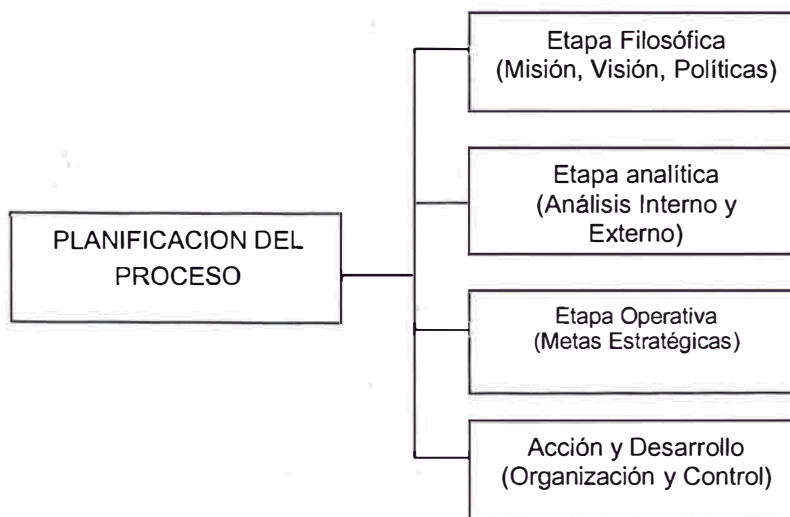 Etapa Filosófica
(Misión, Visión, Políticas)
Etapa analítica
(Análisis Interno y
Externo)
PLANIFICACION DEL
PROCESO
Etapa Operativa
(Metas Estratégicas)
Acción y Desarrollo
(Organización y Control)